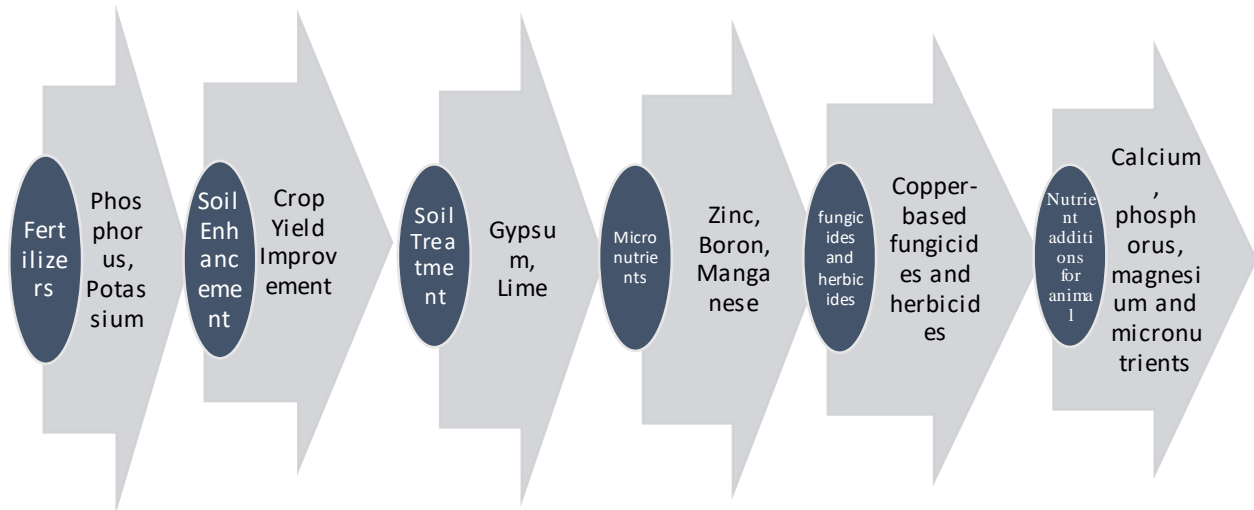 Fert
ilize
rs
Phos
phor
us,
Potas
sium
Soil
Enh
anc
eme
nt
Crop
Yield
Improv
ement
Soil
Trea
tme
nt
Gypsu
m,
Lime
Micro
nutrie
nts
Zinc,
Boron,
Manga
nese
fungic
ides
and
herbic
ides
Copper-
based
fungicid
es and
herbicid
es
Nutrie
nt
additi
ons
for
anima
l
Calcium
,
phosph
orus,
magnesi
um and
micronu
trients